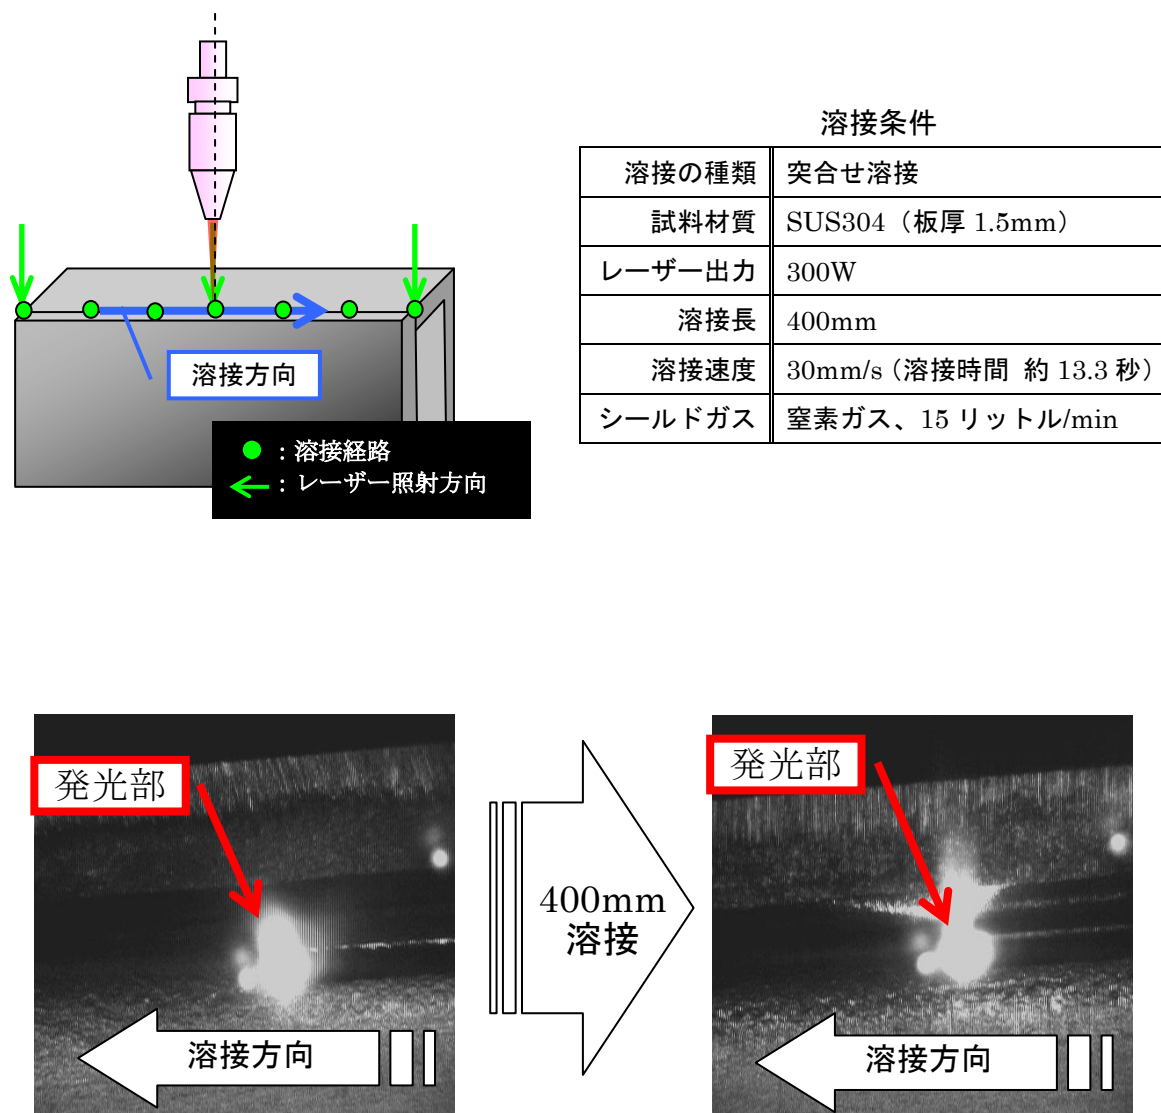 溶接条件
溶接の種類 突合せ溶接
試料材質 SUS304（板厚 1.5mm）
レーザー出力 300W
溶接長 400mm
溶接速度 30mm/s（溶接時間 約 13.3 秒）
シールドガス 窒素ガス、15 リットル/min
溶接方向
：溶接経路
：レーザー照射方向
発光部
溶接方向
400mm
溶接
発光部
溶接方向